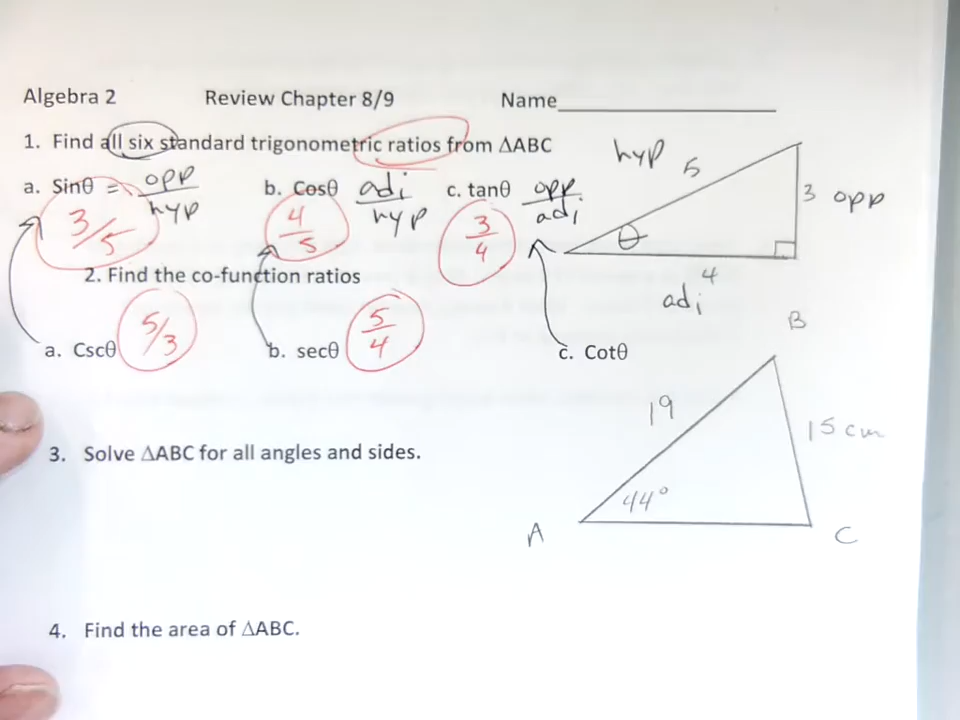 Algebra 2 Review Chapter 8/9 Name
1. Find all six standard trigonometric ratios from ΔABC
a. Sinθ = opp/hyp b. Cosθ adj/hyp c. tanθ opp/adj
3/5 4/5 3/4
hyp 5
3 opp
θ
4
adj
2. Find the co-function ratios
a. Cscθ 5/3 b. secθ 5/4 c. Cotθ
B
19
15 cm
3. Solve ΔABC for all angles and sides.
44°
A C
4. Find the area of ΔABC.